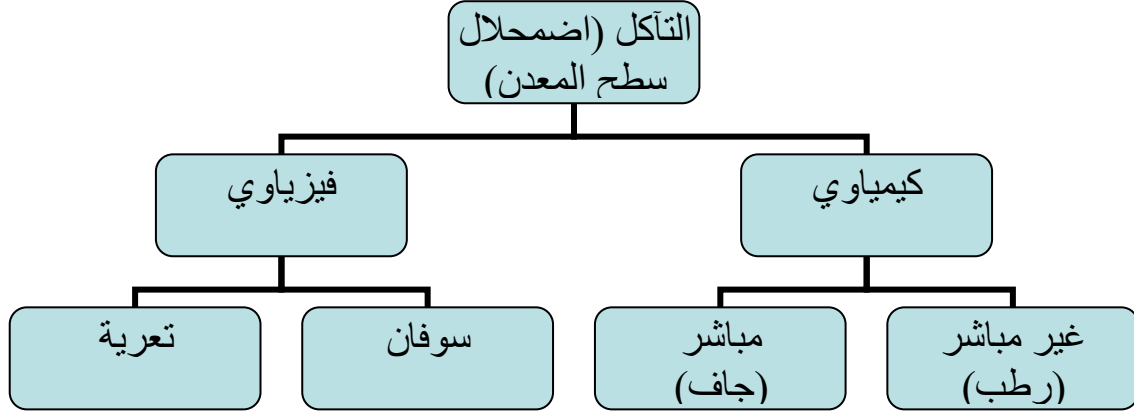 التآكل (اضمحلال
سطح المعدن)
كيمياوي
فيزياوي
غير مباشر
(رطب)
مباشر
(جاف)
سوفان
تعرية